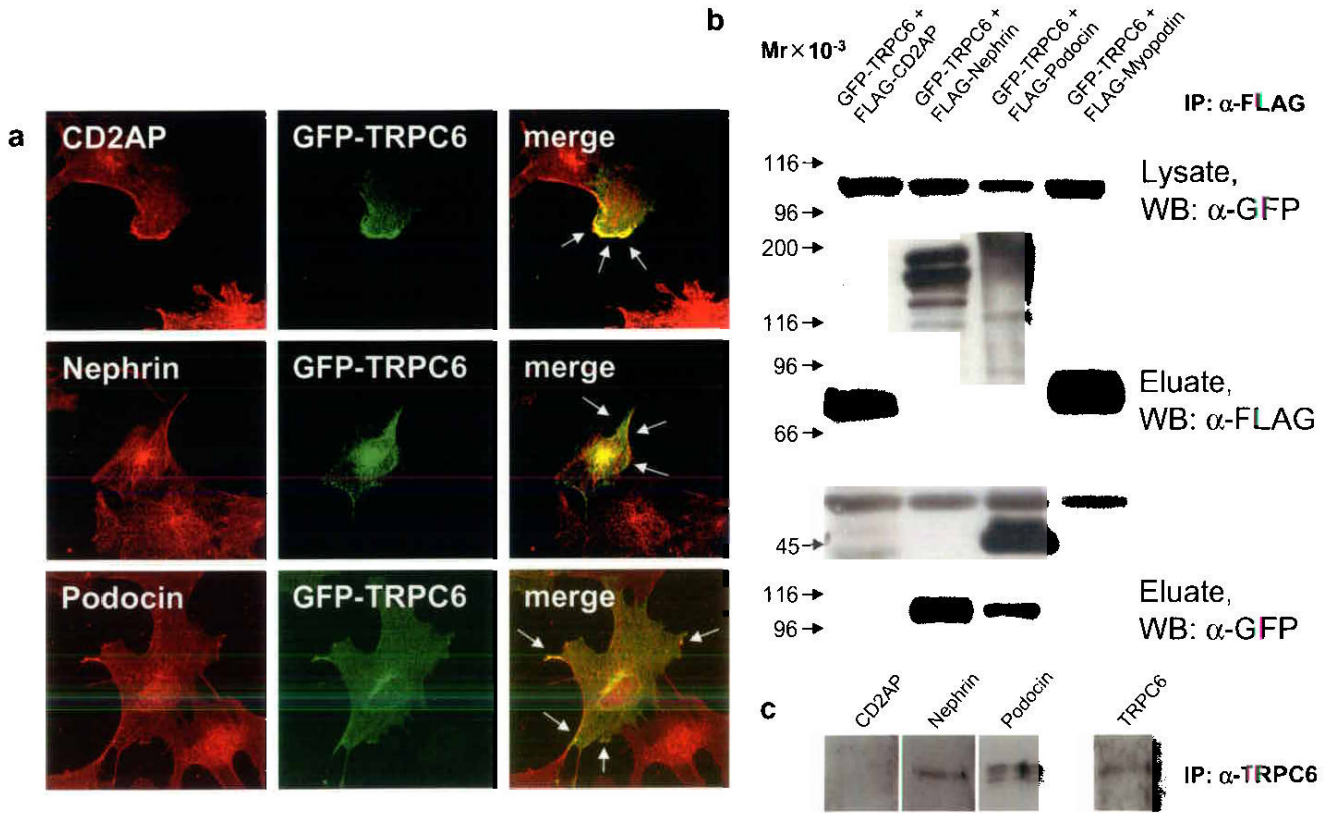 a
CD2AP
GFP-TRPC6
merge
Nephrin
GFP-TRPC6
merge
Podocin
GFP-TRPC6
merge
b
Mr×10⁻³
GFP-TRPC6 +
FLAG-CD2AP
GFP-TRPC6 +
FLAG-Nephrin
GFP-TRPC6 +
FLAG-Podocin
GFP-TRPC6 +
FLAG-Myopodin
IP: α-FLAG
116
96
Lysate,
WB: α-GFP
200
116
96
66
45
Eluate,
WB: α-FLAG
116
96
Eluate,
WB: α-GFP
c
CD2AP
Nephrin
Podocin
TRPC6
IP: α-TRPC6